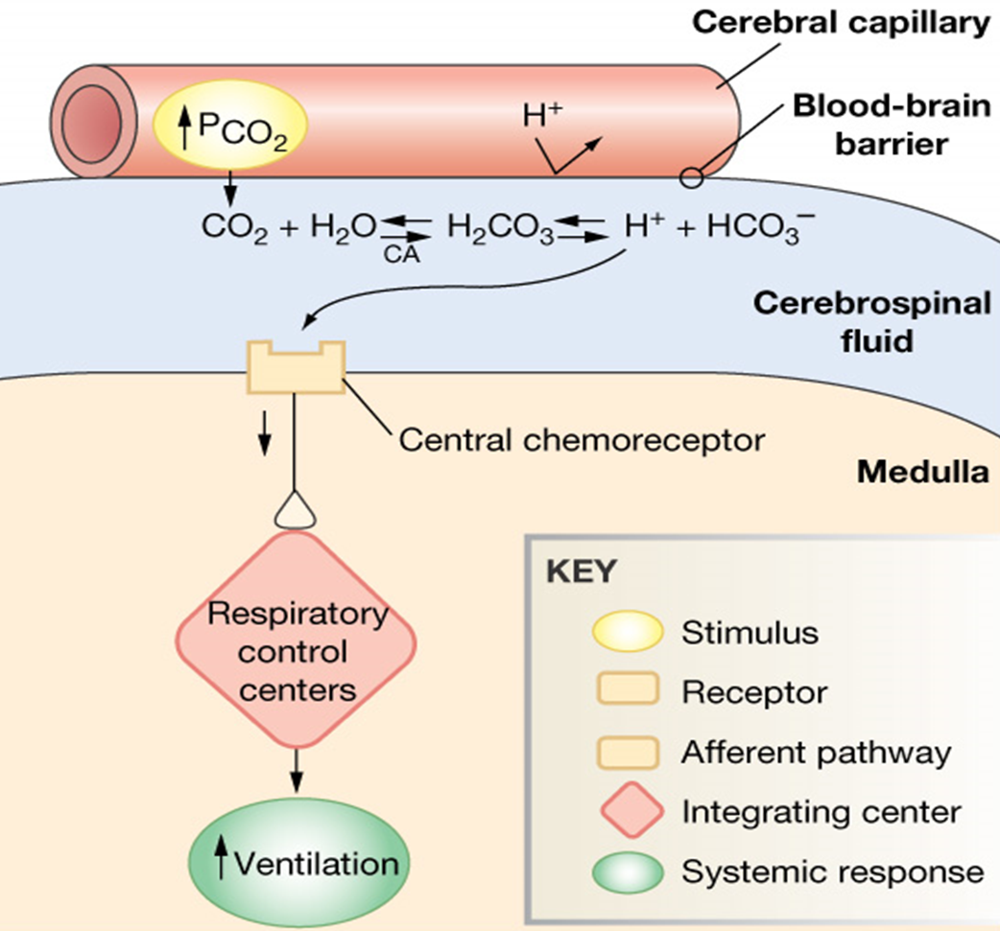 Cerebral capillary
Blood-brain
barrier
↑ PCO₂
H⁺
CO₂ + H₂O ⇌ H₂CO₃ ⇌ H⁺ + HCO₃⁻
CA
Cerebrospinal
fluid
Central chemoreceptor
Medulla
Respiratory
control
centers
↑ Ventilation
KEY
Stimulus
Receptor
Afferent pathway
Integrating center
Systemic response